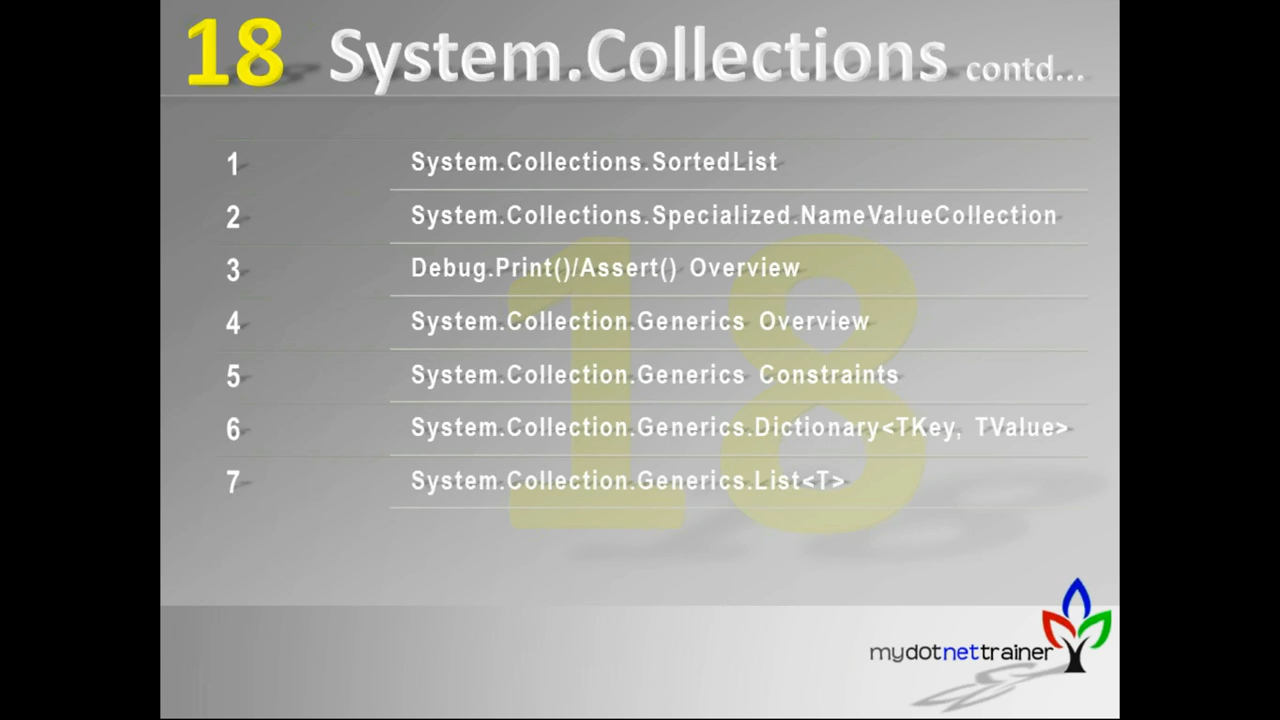 18 System.Collections contd...
1 System.Collections.SortedList
2 System.Collections.Specialized.NameValueCollection
3 Debug.Print()/Assert() Overview
4 System.Collection.Generics Overview
5 System.Collection.Generics Constraints
6 System.Collection.Generics.Dictionary<TKey, TValue>
7 System.Collection.Generics.List<T>
18
mydotnettrainer